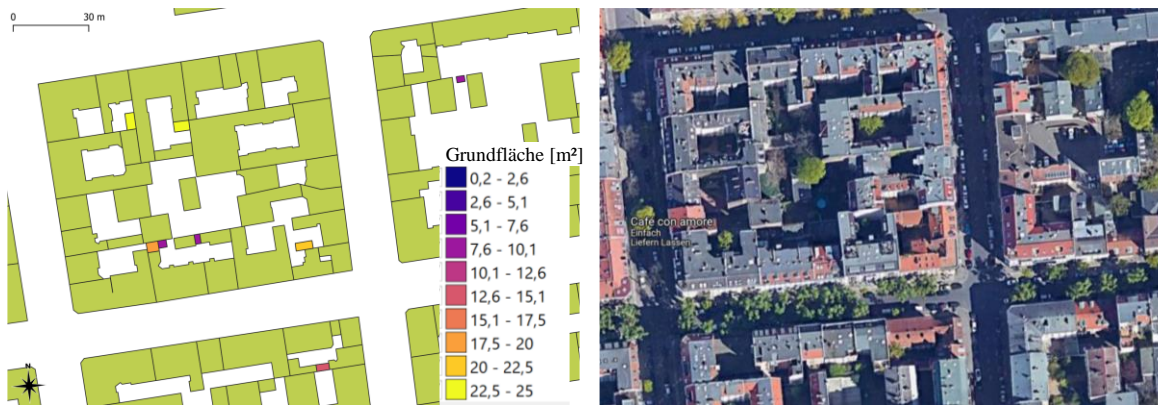 0 30 m
Grundfläche [m²]
0,2 - 2,6
2,6 - 5,1
5,1 - 7,6
7,6 - 10,1
10,1 - 12,6
12,6 - 15,1
15,1 - 17,5
17,5 - 20
20 - 22,5
22,5 - 25
N
Café con amore
Einfach
Liefern Lassen